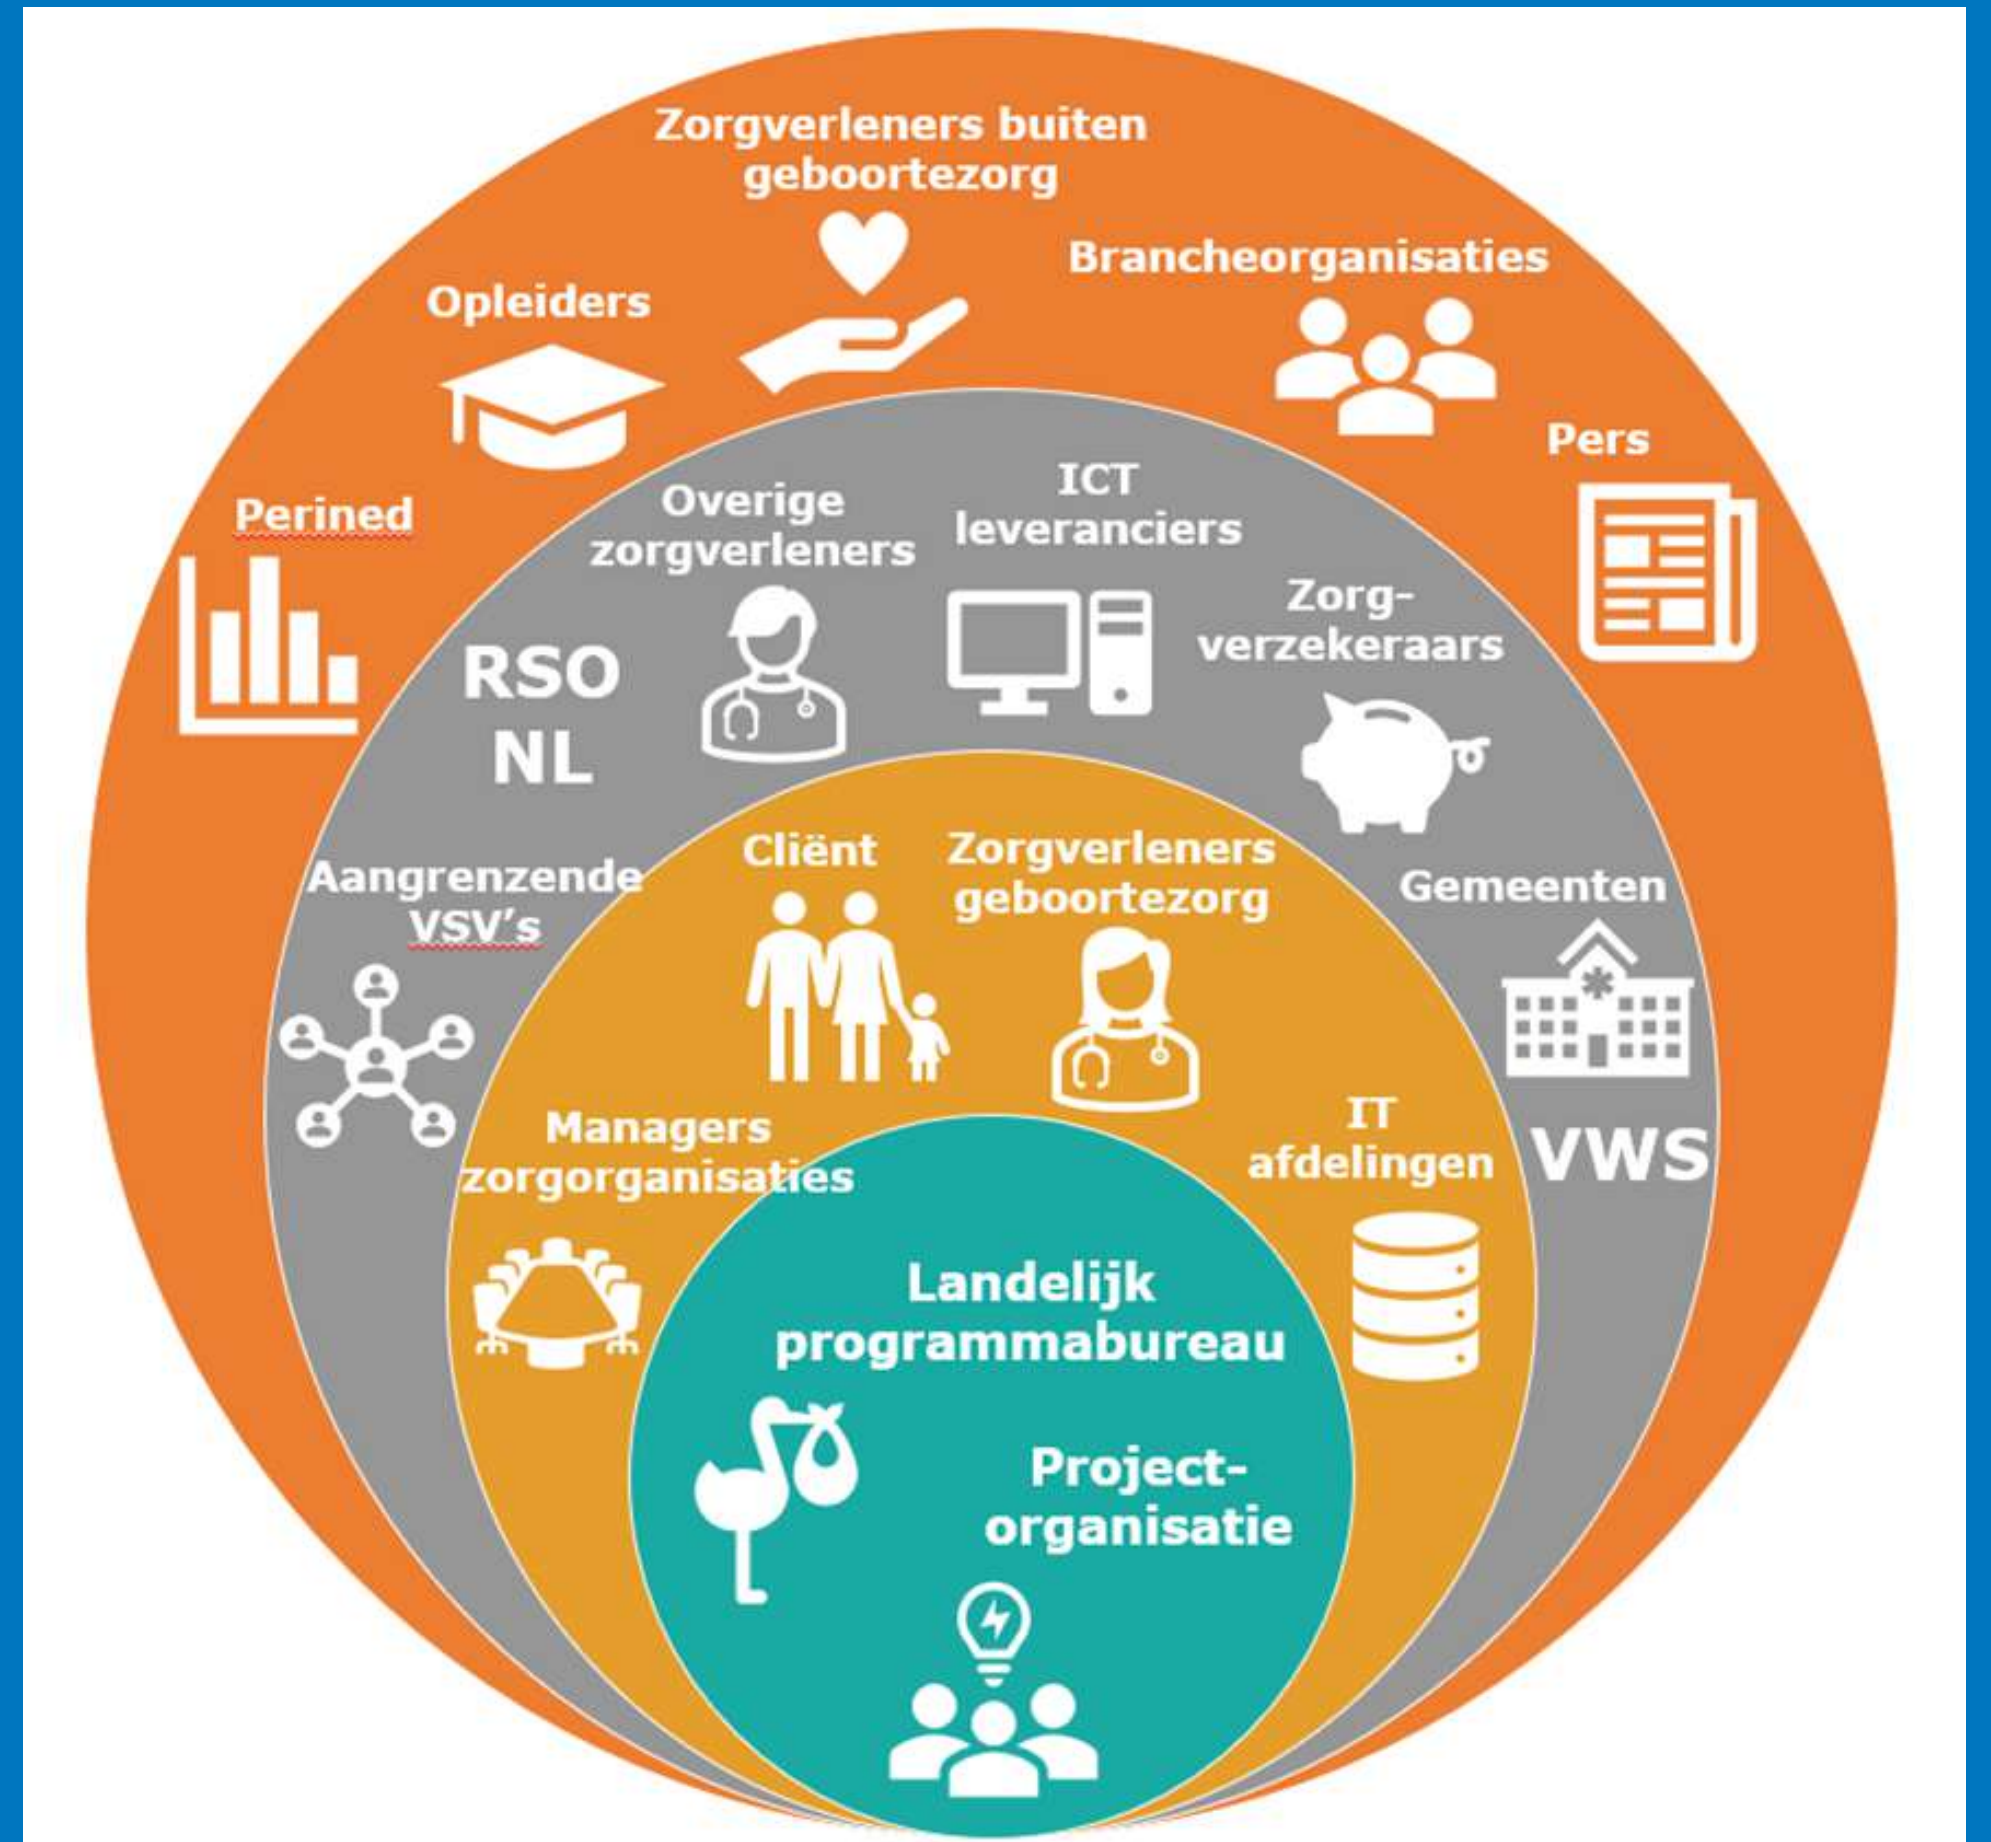 Zorgverleners buiten
geboortezorg
Brancheorganisaties
Opleiders
Pers
Perined
Overige
zorgverleners
ICT
leveranciers
Zorg-
verzekeraars
RSO
NL
Aangrenzende
VSV's
Gemeenten
VWS
Cliënt
Zorgverleners
geboortezorg
Managers
zorgorganisaties
IT
afdelingen
Landelijk
programmabureau
Project-
organisatie